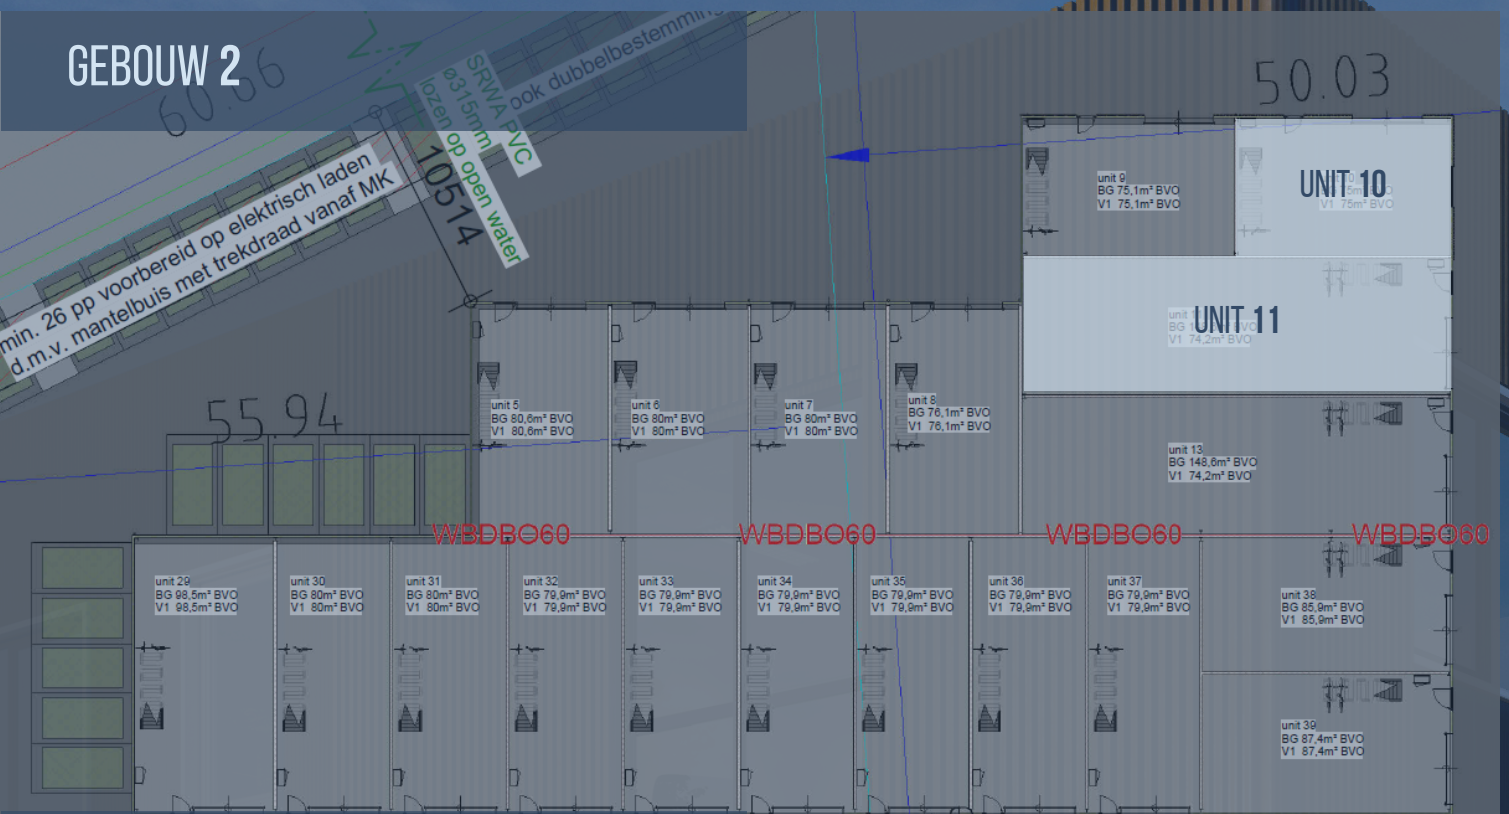 GEBOUW 2
60.06
SRWA PVC
ø315mm
lozen op open water
ook dubbelbestemming
10514
min. 26 pp voorbereid op elektrisch laden
d.m.v. mantelbuis met trekdraad vanaf MK
50.03
55.94
unit 9
BG 75,1m² BVO
V1 75,1m² BVO
UNIT 10
V1 75m² BVO
UNIT 11
V1 74,2m² BVO
unit 5
BG 80,6m² BVO
V1 80,6m² BVO
unit 6
BG 80m² BVO
V1 80m² BVO
unit 7
BG 80m² BVO
V1 80m² BVO
unit 8
BG 76,1m² BVO
V1 76,1m² BVO
unit 13
BG 148,6m² BVO
V1 74,2m² BVO
WBDBO60
WBDBO60
WBDBO60
WBDBO60
unit 29
BG 98,5m² BVO
V1 98,5m² BVO
unit 30
BG 80m² BVO
V1 80m² BVO
unit 31
BG 80m² BVO
V1 80m² BVO
unit 32
BG 79,9m² BVO
V1 79,9m² BVO
unit 33
BG 79,9m² BVO
V1 79,9m² BVO
unit 34
BG 79,9m² BVO
V1 79,9m² BVO
unit 35
BG 79,9m² BVO
V1 79,9m² BVO
unit 36
BG 79,9m² BVO
V1 79,9m² BVO
unit 37
BG 79,9m² BVO
V1 79,9m² BVO
unit 38
BG 85,9m² BVO
V1 85,9m² BVO
unit 39
BG 87,4m² BVO
V1 87,4m² BVO